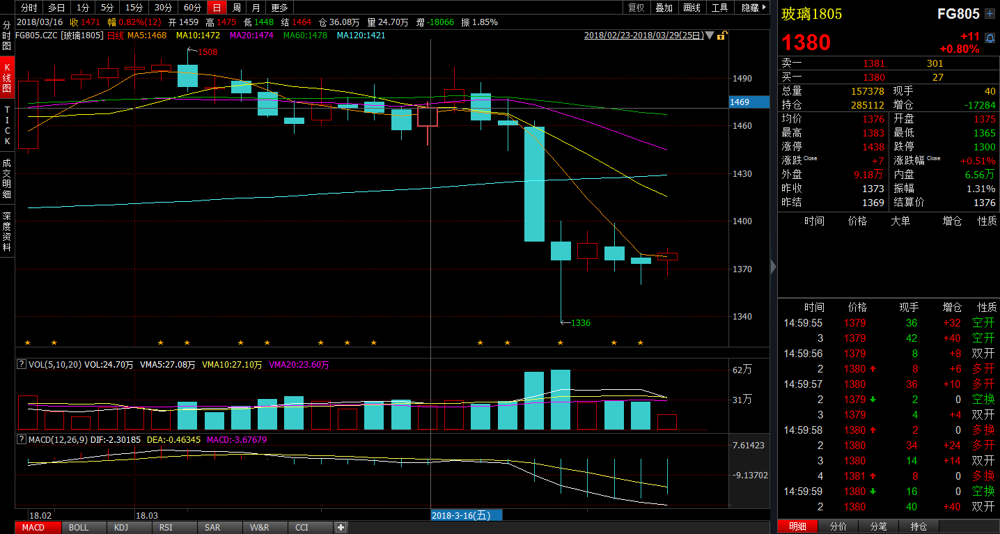 分时 多日 1分 5分 15分 30分 60分 日 周 月 更多 复权 叠加 画线 工具 隐藏
2018/03/16 收 1471 幅 0.82%(12) 开 1459 高 1475 低 1448 结 1464 仓 36.08万 量 24.70万 增 -18066 振 1.85%
FG805.CZC [玻璃1805] 日线 MA5:1468 MA10:1472 MA20:1474 MA60:1478 MA120:1421 2018/02/23-2018/03/29(25日)
分时图
K线图
TICK
成交明细
深度资料
1508
1490
1469
1460
1430
1400
1370
1340
1336
? VOL(5,10,20) VOL:24.70万 VMA5:27.08万 VMA10:27.10万 VMA20:23.60万
62万
31万
? MACD(12,26,9) DIF:-2.30185 DEA:-0.46345 MACD:-3.67679
7.61423
-9.13702
18.02 18.03 2018-3-16(五)
MACD BOLL KDJ RSI SAR W&R CCI +
玻璃1805 FG805 +
1380 +11
+0.80%
卖一 1381 301
买一 1380 27
总量 157378 现手 40
持仓 285112 增仓 -17284
均价 1376 开盘 1375
最高 1383 最低 1365
涨停 1438 跌停 1300
涨跌Close +7 涨跌幅Close +0.51%
外盘 9.18万 内盘 6.56万
昨收 1373 振幅 1.31%
昨结 1369 结算价 1376
时间 价格 大单 增仓 性质
时间 价格 现手 增仓 性质
14:59:55 1379 36 +32 空开
3 1379 42 +40 空开
14:59:56 1379 8 +8 双开
2 1380 8 +6 多开
14:59:57 1380 36 +10 多开
2 1379 2 0 空换
3 1379 4 +4 双开
14:59:58 1380 2 0 多换
2 1380 34 +24 多开
3 1380 14 +14 双开
4 1381 8 0 多换
14:59:59 1380 16 0 空换
2 1380 40 +40 双开
明细 分价 分笔 持仓